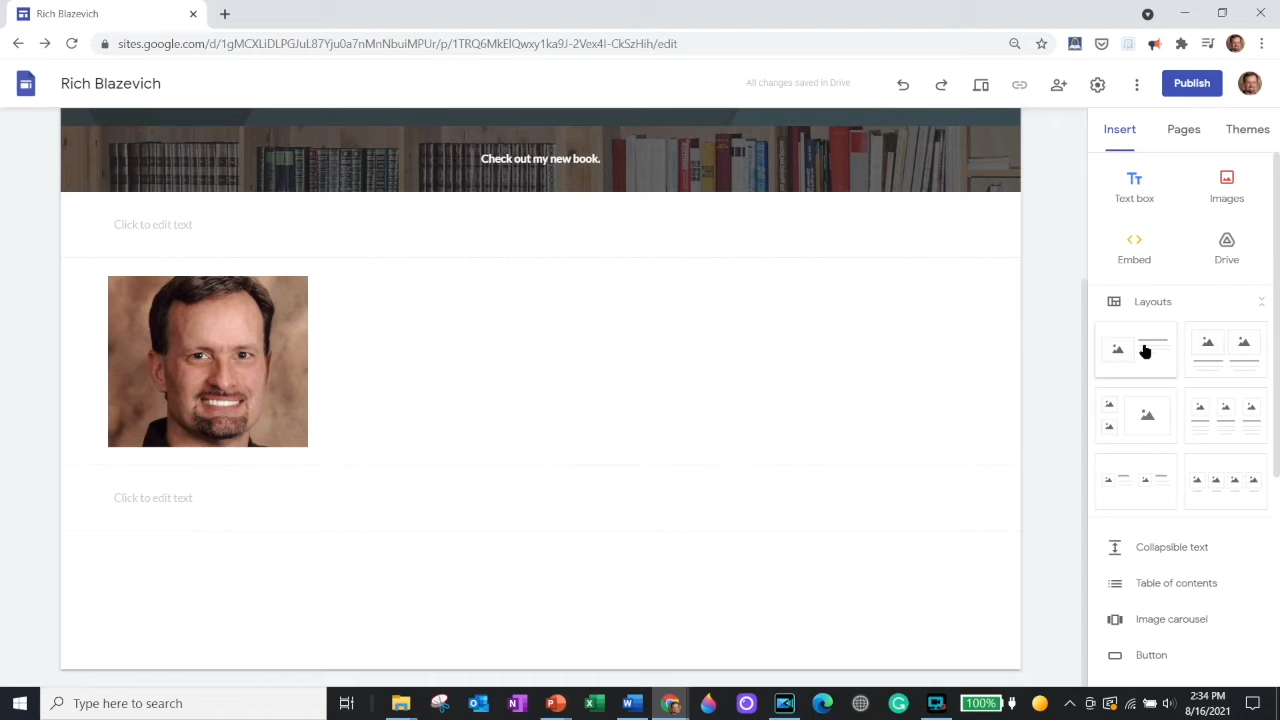 Rich Blazevich
sites.google.com/d/1gMCXLiDLPGJuL87Yju0a7nMnNbuiMPUr/p/1TRQ6MkElQwxy1ka9J-2Vex4I-CkSzHih/edit
Rich Blazevich
All changes saved in Drive
Publish
Insert
Pages
Themes
Check out my new book.
Text box
Images
Click to edit text
Embed
Drive
Layouts
Click to edit text
Collapsible text
Table of contents
Image carousel
Button
Type here to search
100%
2:34 PM
8/16/2021